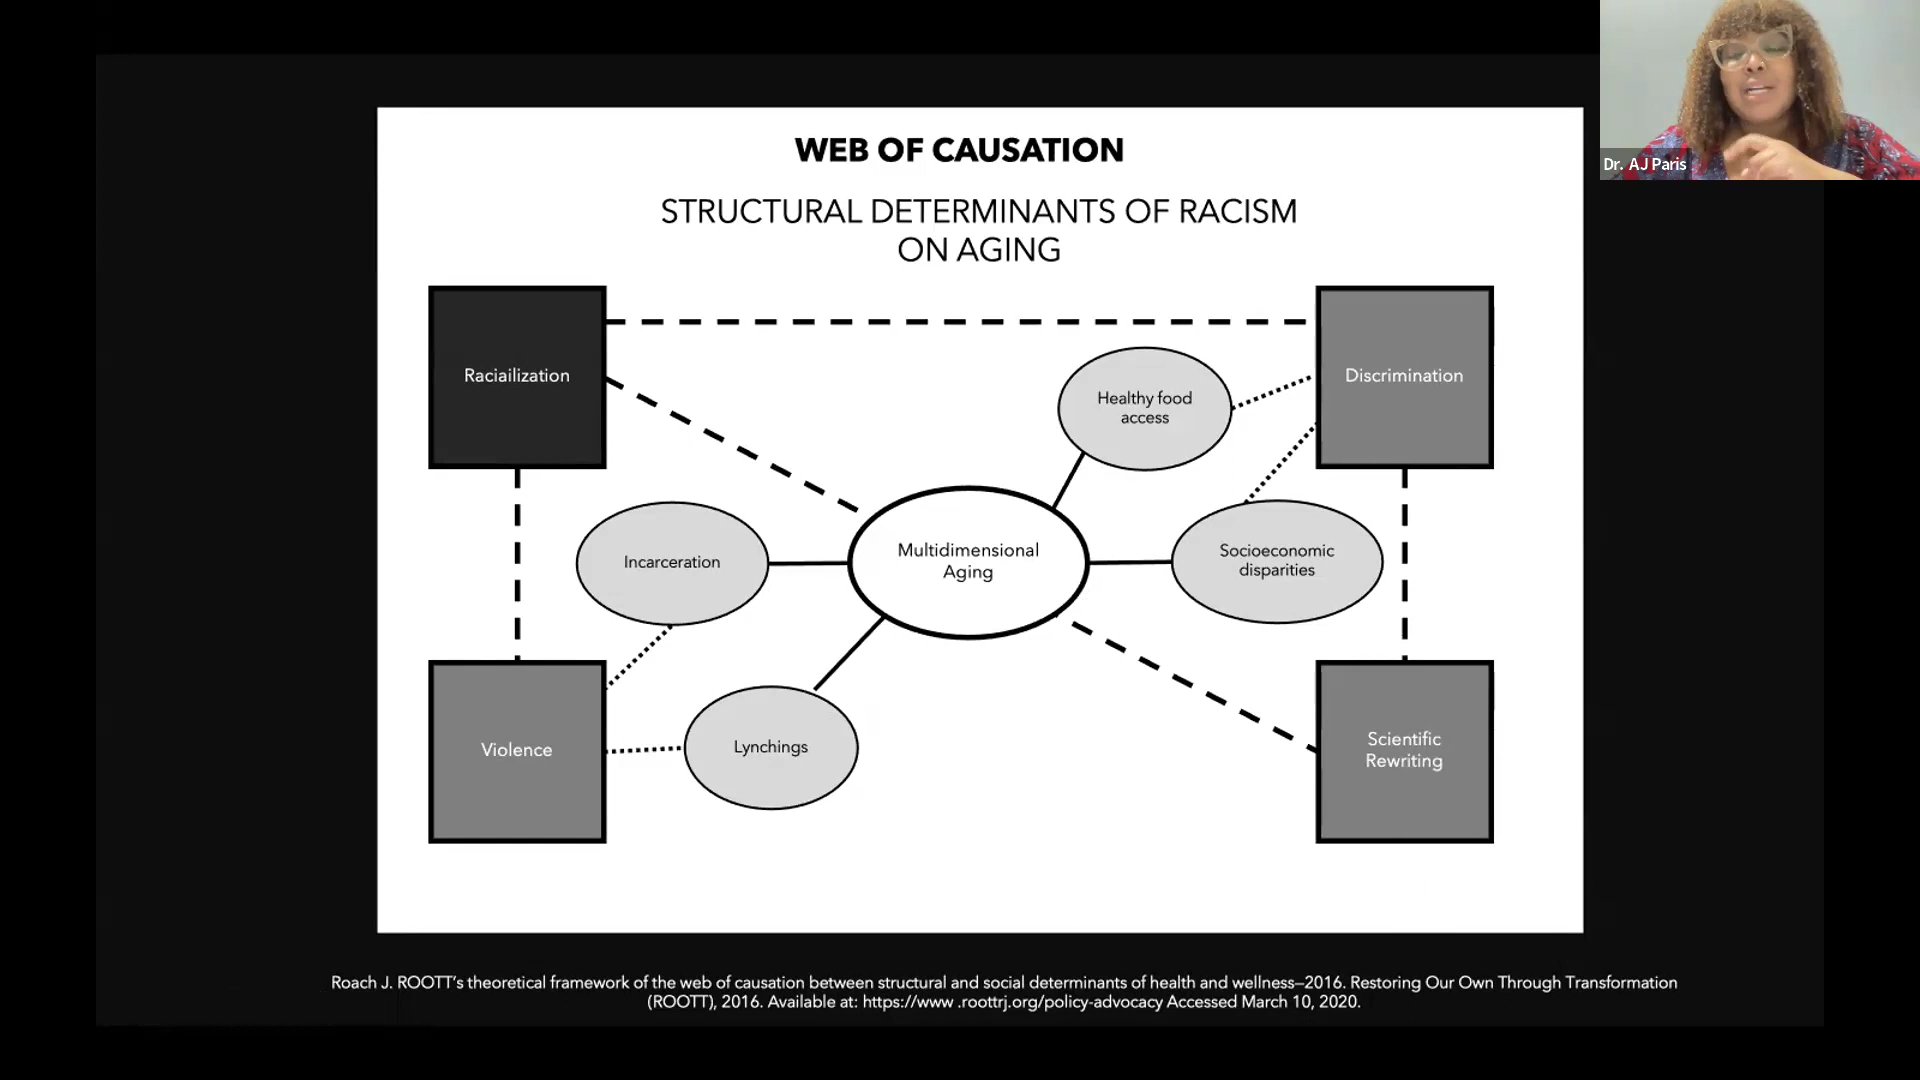 WEB OF CAUSATION
STRUCTURAL DETERMINANTS OF RACISM
ON AGING
Dr. AJ Paris
Raciailization
Discrimination
Healthy food
access
Incarceration
Multidimensional
Aging
Socioeconomic
disparities
Violence
Lynchings
Scientific
Rewriting
Roach J. ROOTT's theoretical framework of the web of causation between structural and social determinants of health and wellness—2016. Restoring Our Own Through Transformation
(ROOTT), 2016. Available at: https://www .roottrj.org/policy-advocacy Accessed March 10, 2020.